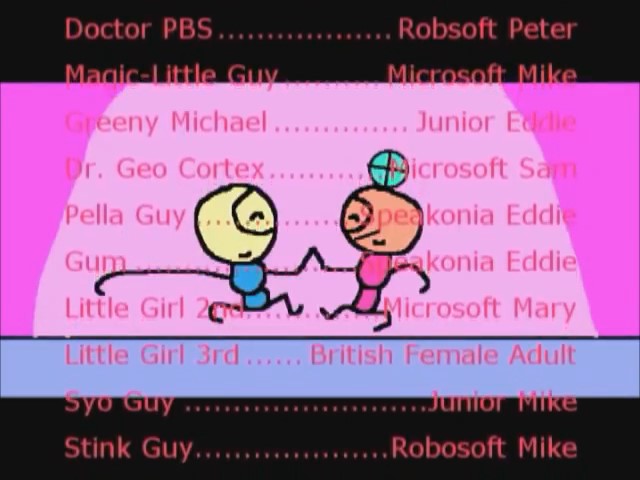 Doctor PBS.................. Robsoft Peter
Magic-Little Guy .......... Microsoft Mike
Greeny Michael .............. Junior Eddie
Dr. Geo Cortex............ Microsoft Sam
Pella Guy ................ Speakonia Eddie
Gum ...................... Speakonia Eddie
Little Girl 2nd.............. Microsoft Mary
Little Girl 3rd ...... British Female Adult
Syo Guy .........................Junior Mike
Stink Guy.................... Robosoft Mike